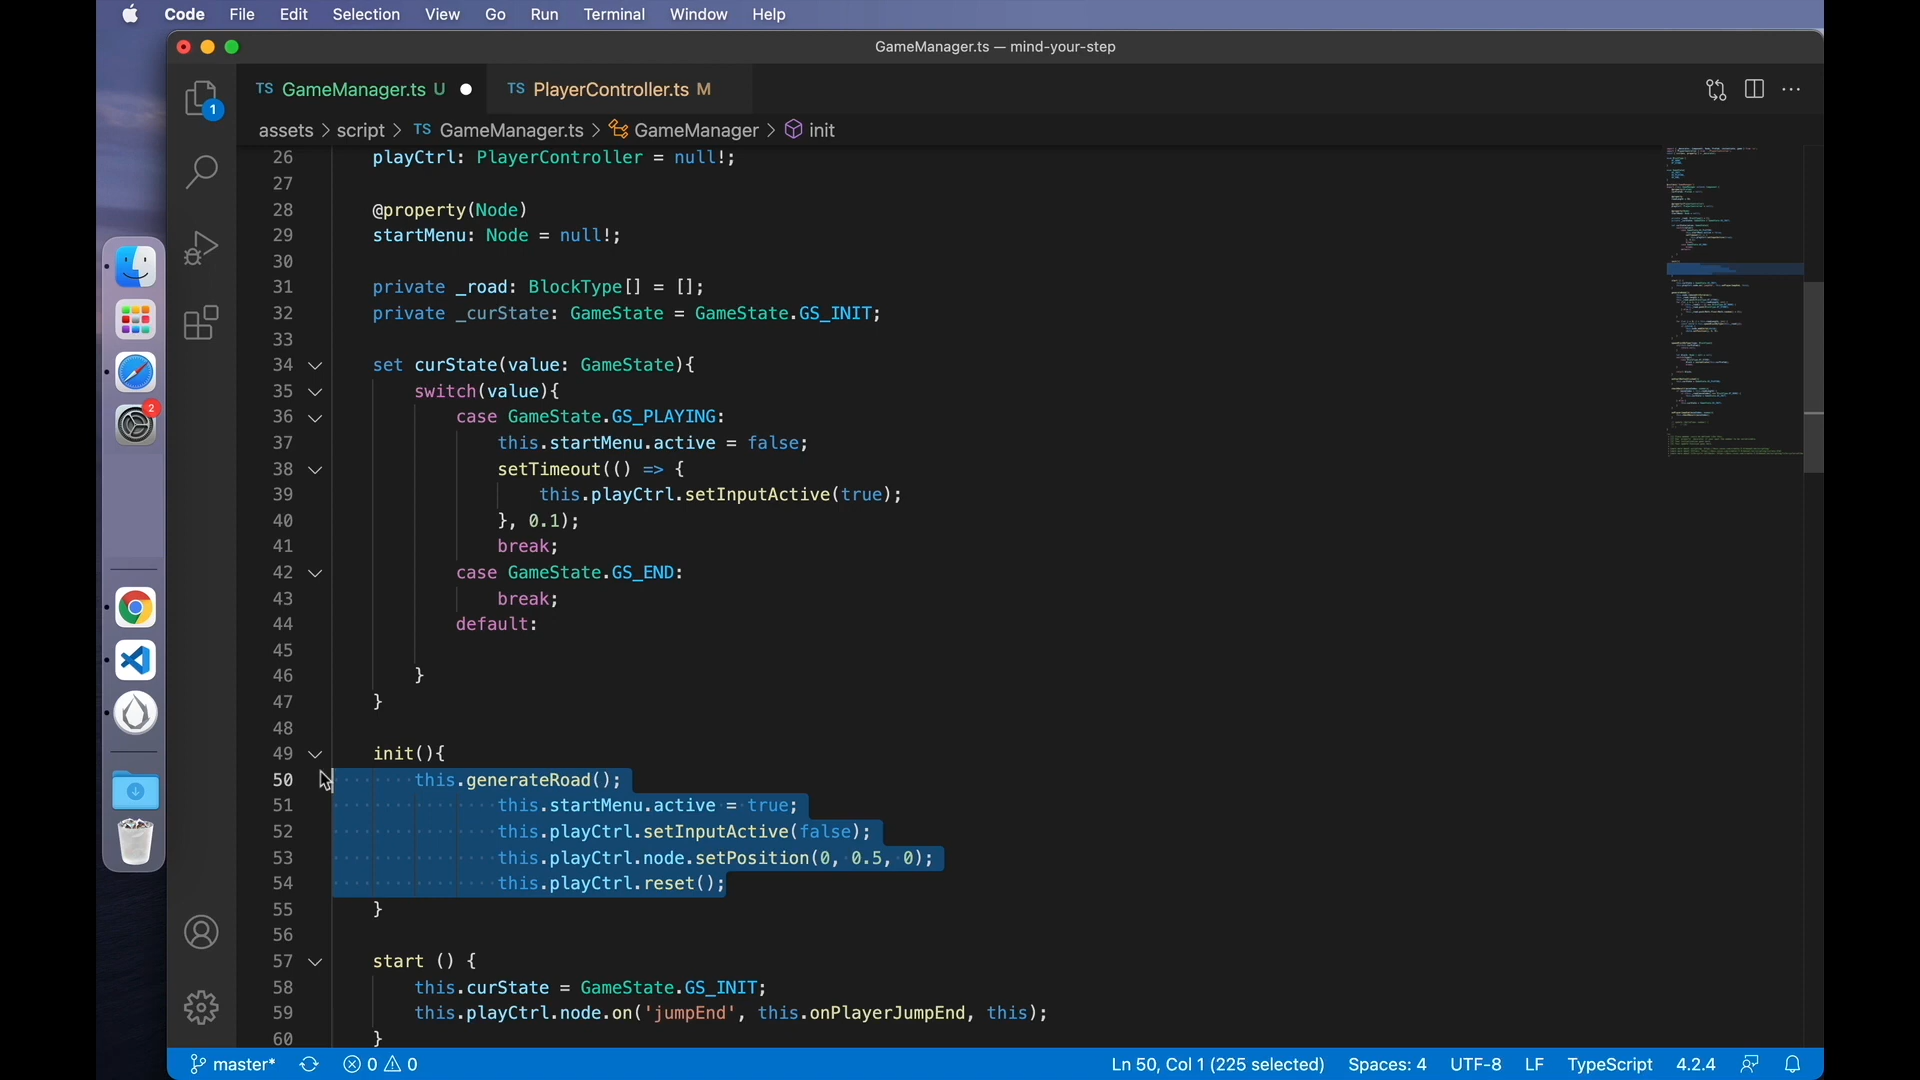 Code File Edit Selection View Go Run Terminal Window Help
GameManager.ts — mind-your-step
1
TS GameManager.ts U
TS PlayerController.ts M
assets > script > TS GameManager.ts > GameManager > init
26 playCtrl: PlayerController = null!;
27
28 @property(Node)
29 startMenu: Node = null!;
30
31 private _road: BlockType[] = [];
32 private _curState: GameState = GameState.GS_INIT;
33
34 set curState(value: GameState){
35 switch(value){
36 case GameState.GS_PLAYING:
37 this.startMenu.active = false;
38 setTimeout(() => {
39 this.playCtrl.setInputActive(true);
40 }, 0.1);
41 break;
42 case GameState.GS_END:
43 break;
44 default:
45
46 }
47 }
48
49 init(){
50 this.generateRoad();
51 this.startMenu.active = true;
52 this.playCtrl.setInputActive(false);
53 this.playCtrl.node.setPosition(0, 0.5, 0);
54 this.playCtrl.reset();
55 }
56
57 start () {
58 this.curState = GameState.GS_INIT;
59 this.playCtrl.node.on('jumpEnd', this.onPlayerJumpEnd, this);
60 }
2
master* 0 0 Ln 50, Col 1 (225 selected) Spaces: 4 UTF-8 LF TypeScript 4.2.4